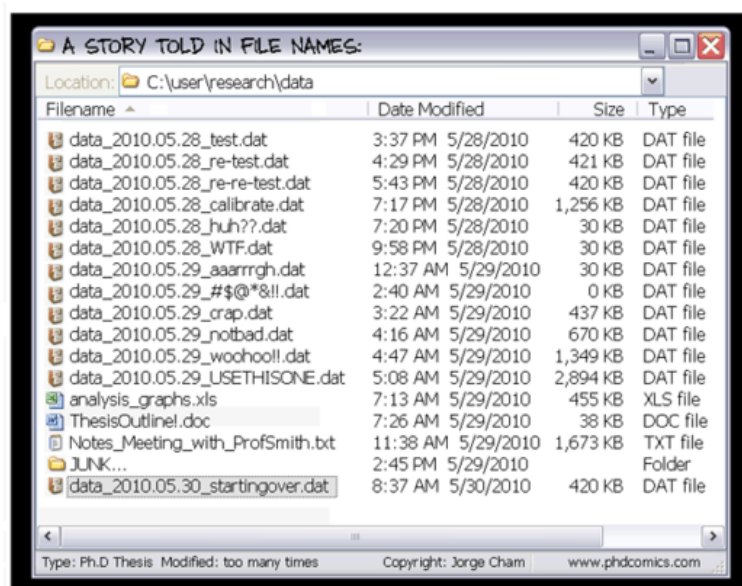 A STORY TOLD IN FILE NAMES:
Location: C:\user\research\data
Filename Date Modified Size Type
data_2010.05.28_test.dat 3:37 PM 5/28/2010 420 KB DAT file
data_2010.05.28_re-test.dat 4:29 PM 5/28/2010 421 KB DAT file
data_2010.05.28_re-re-test.dat 5:43 PM 5/28/2010 420 KB DAT file
data_2010.05.28_calibrate.dat 7:17 PM 5/28/2010 1,256 KB DAT file
data_2010.05.28_huh??.dat 7:20 PM 5/28/2010 30 KB DAT file
data_2010.05.28_WTF.dat 9:58 PM 5/28/2010 30 KB DAT file
data_2010.05.29_aaarrrgh.dat 12:37 AM 5/29/2010 30 KB DAT file
data_2010.05.29_#$@*&!!.dat 2:40 AM 5/29/2010 0 KB DAT file
data_2010.05.29_crap.dat 3:22 AM 5/29/2010 437 KB DAT file
data_2010.05.29_notbad.dat 4:16 AM 5/29/2010 670 KB DAT file
data_2010.05.29_woohoo!!.dat 4:47 AM 5/29/2010 1,349 KB DAT file
data_2010.05.29_USETHISONE.dat 5:08 AM 5/29/2010 2,894 KB DAT file
analysis_graphs.xls 7:13 AM 5/29/2010 455 KB XLS file
ThesisOutline!.doc 7:26 AM 5/29/2010 38 KB DOC file
Notes_Meeting_with_ProfSmith.txt 11:38 AM 5/29/2010 1,673 KB TXT file
JUNK... 2:45 PM 5/29/2010 Folder
data_2010.05.30_startingover.dat 8:37 AM 5/30/2010 420 KB DAT file
Type: Ph.D Thesis Modified: too many times Copyright: Jorge Cham www.phdcomics.com